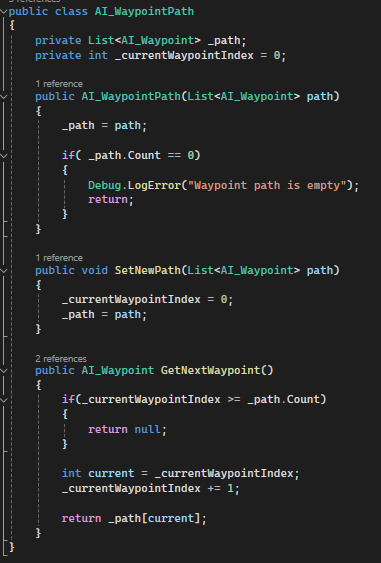 public class AI_WaypointPath
{
    private List<AI_Waypoint> _path;
    private int _currentWaypointIndex = 0;

    1 reference
    public AI_WaypointPath(List<AI_Waypoint> path)
    {
        _path = path;

        if( _path.Count == 0)
        {
            Debug.LogError("Waypoint path is empty");
            return;
        }
    }

    1 reference
    public void SetNewPath(List<AI_Waypoint> path)
    {
        _currentWaypointIndex = 0;
        _path = path;
    }

    2 references
    public AI_Waypoint GetNextWaypoint()
    {
        if(_currentWaypointIndex >= _path.Count)
        {
            return null;
        }

        int current = _currentWaypointIndex;
        _currentWaypointIndex += 1;

        return _path[current];
    }
}